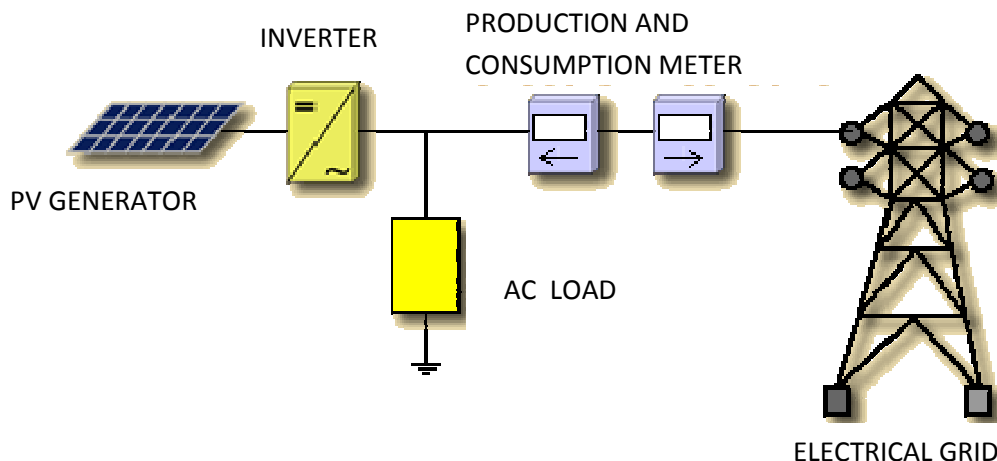 INVERTER
PRODUCTION AND
CONSUMPTION METER
PV GENERATOR
AC LOAD
ELECTRICAL GRID